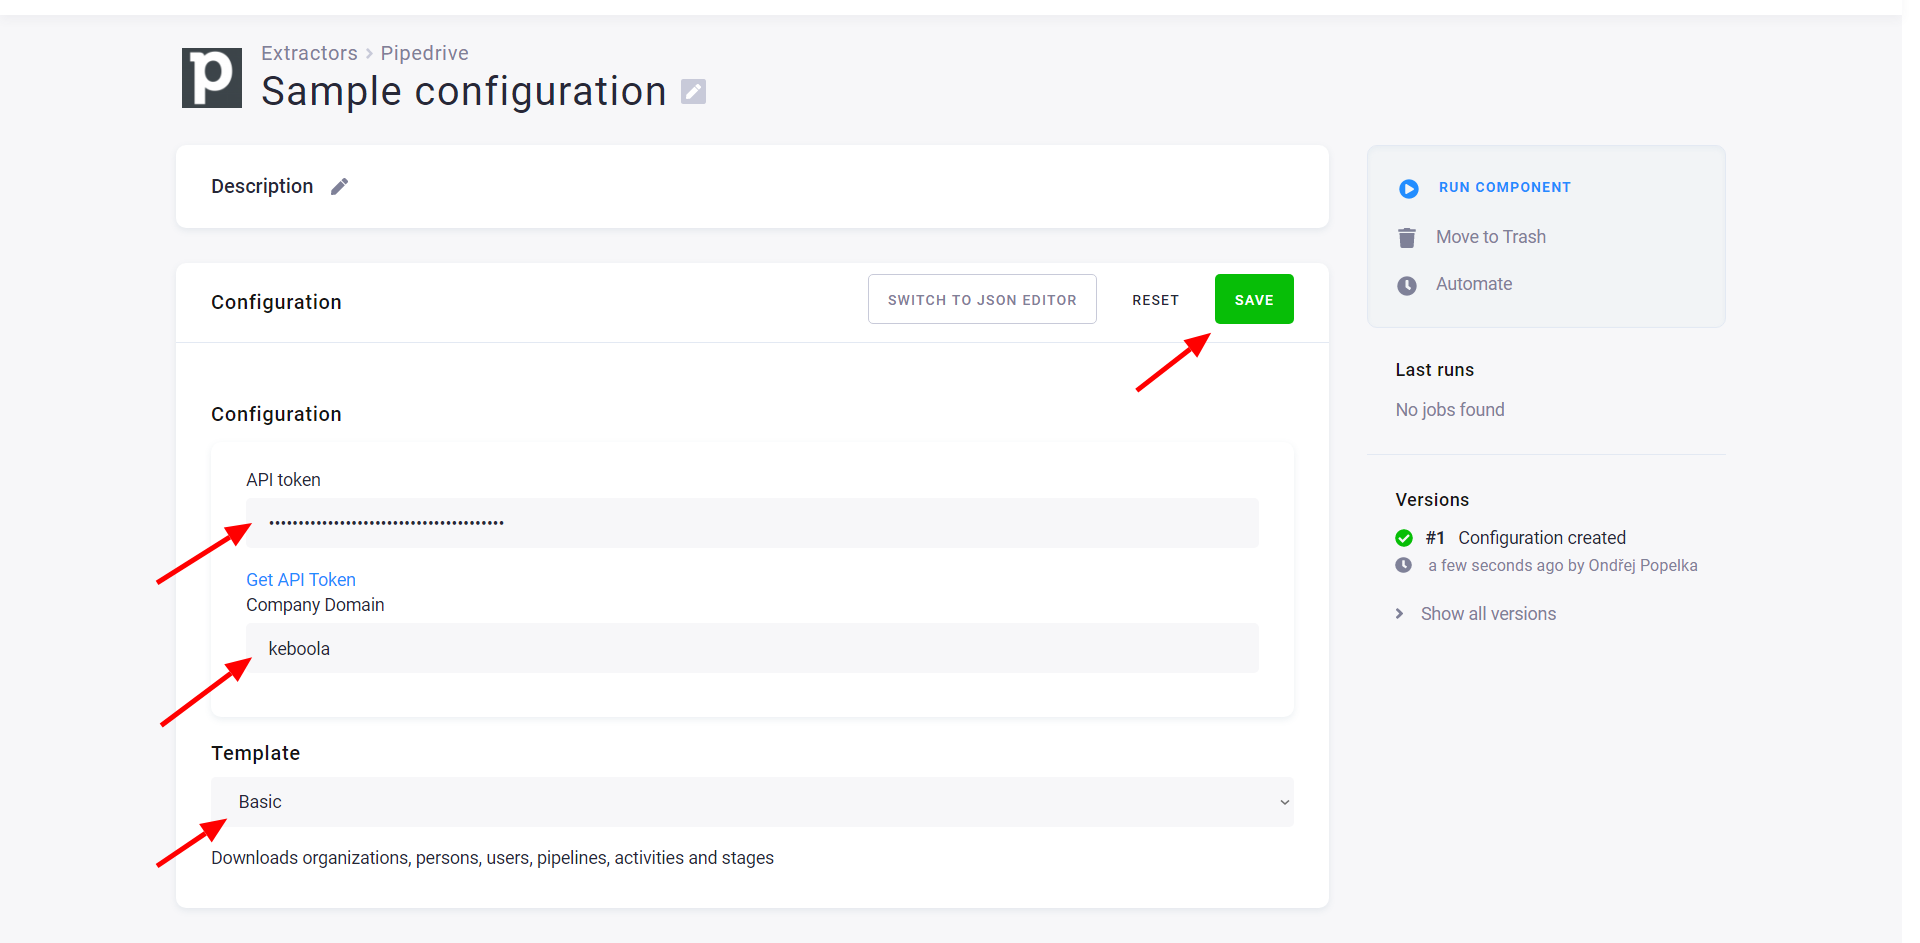 p
Extractors > Pipedrive
Sample configuration
Description
Configuration
SWITCH TO JSON EDITOR
RESET
SAVE
Configuration
API token
••••••••••••••••••••••••••••••••••••••••
Get API Token
Company Domain
keboola
Template
Basic
Downloads organizations, persons, users, pipelines, activities and stages
RUN COMPONENT
Move to Trash
Automate
Last runs
No jobs found
Versions
#1 Configuration created
a few seconds ago by Ondřej Popelka
Show all versions